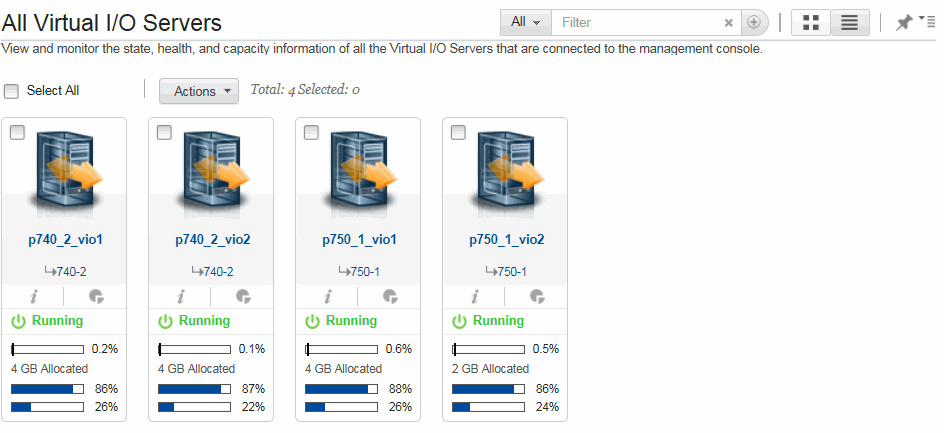 All Virtual I/O Servers
All Filter
View and monitor the state, health, and capacity information of all the Virtual I/O Servers that are connected to the management console.
Select All Actions Total: 4 Selected: 0
p740_2_vio1 p740_2_vio2 p750_1_vio1 p750_1_vio2
740-2 740-2 750-1 750-1
Running Running Running Running
0.2% 0.1% 0.6% 0.5%
4 GB Allocated 4 GB Allocated 4 GB Allocated 2 GB Allocated
86% 87% 88% 86%
26% 22% 26% 24%